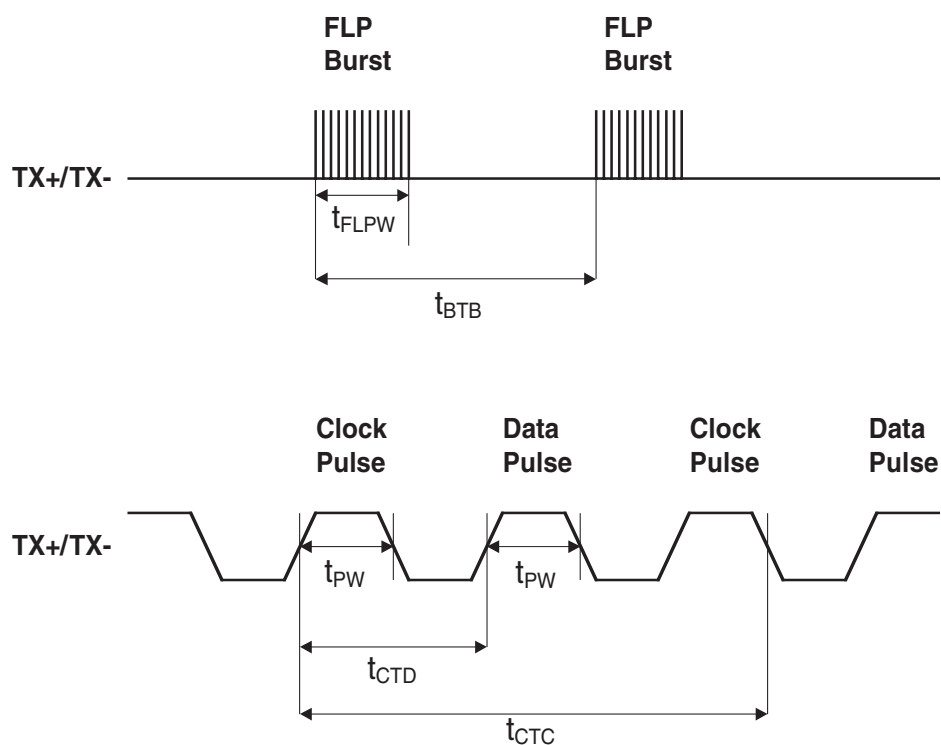 FLP
Burst
FLP
Burst
TX+/TX-
tFLPW
tBTB
Clock
Pulse
Data
Pulse
Clock
Pulse
Data
Pulse
TX+/TX-
tPW
tPW
tCTD
tCTC